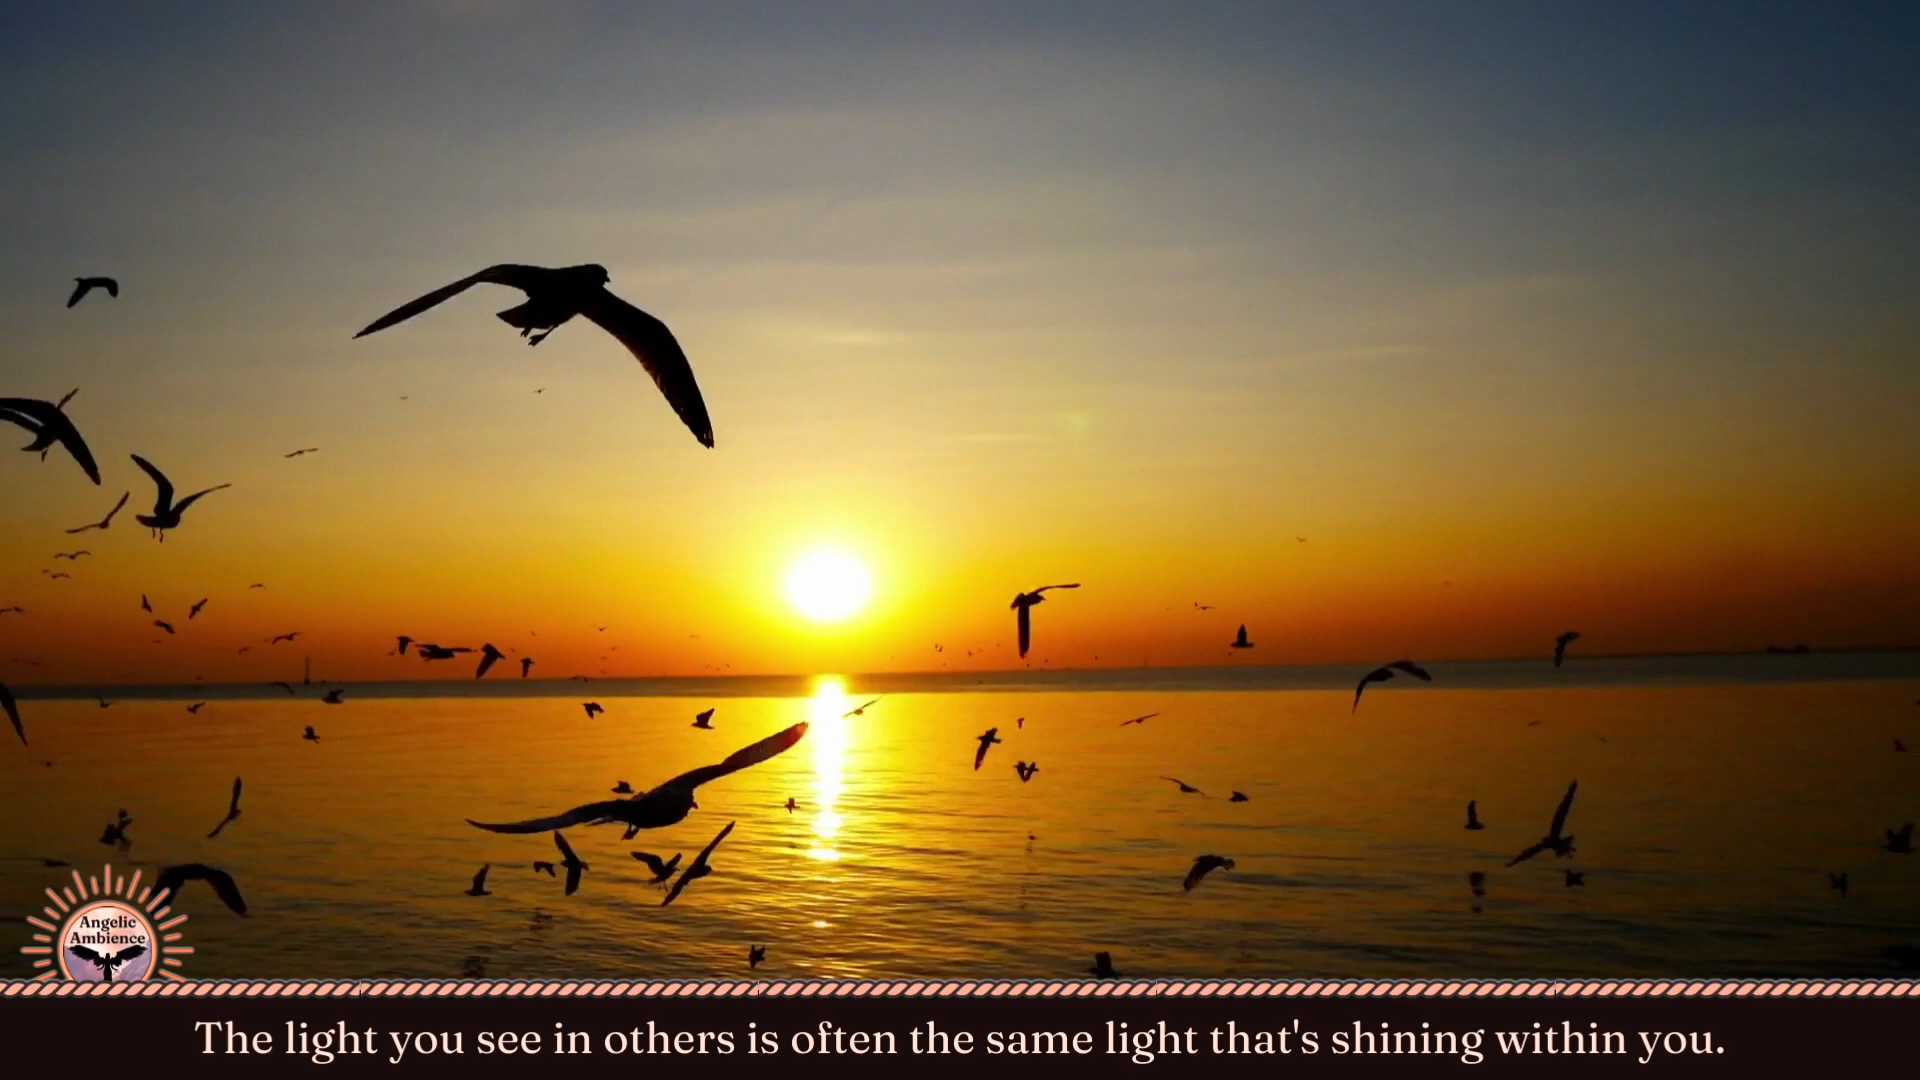 Angelic
Ambience
The light you see in others is often the same light that's shining within you.